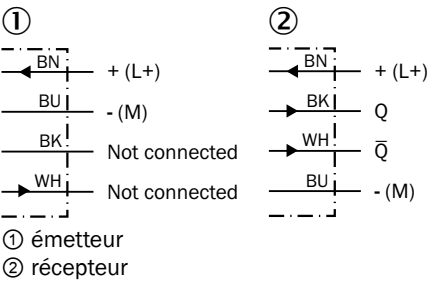 ①
BN + (L+)
BU - (M)
BK Not connected
WH Not connected
②
BN + (L+)
BK Q
WH Q̅
BU - (M)
① émetteur
② récepteur